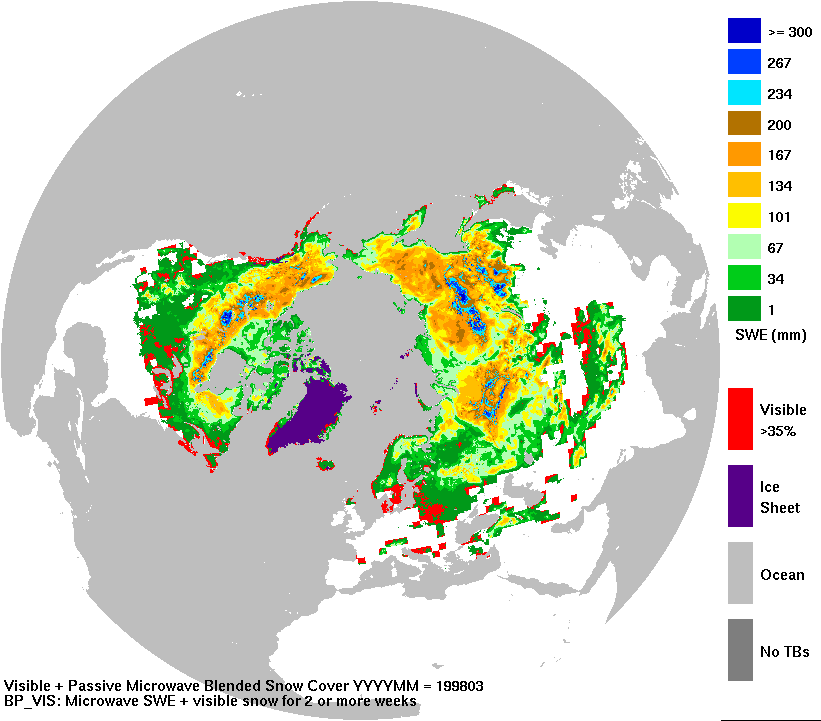 >= 300
267
234
200
167
134
101
67
34
1
SWE (mm)
Visible
>35%
Ice
Sheet
Ocean
No TBs
Visible + Passive Microwave Blended Snow Cover YYYYMM = 199803
BP_VIS: Microwave SWE + visible snow for 2 or more weeks